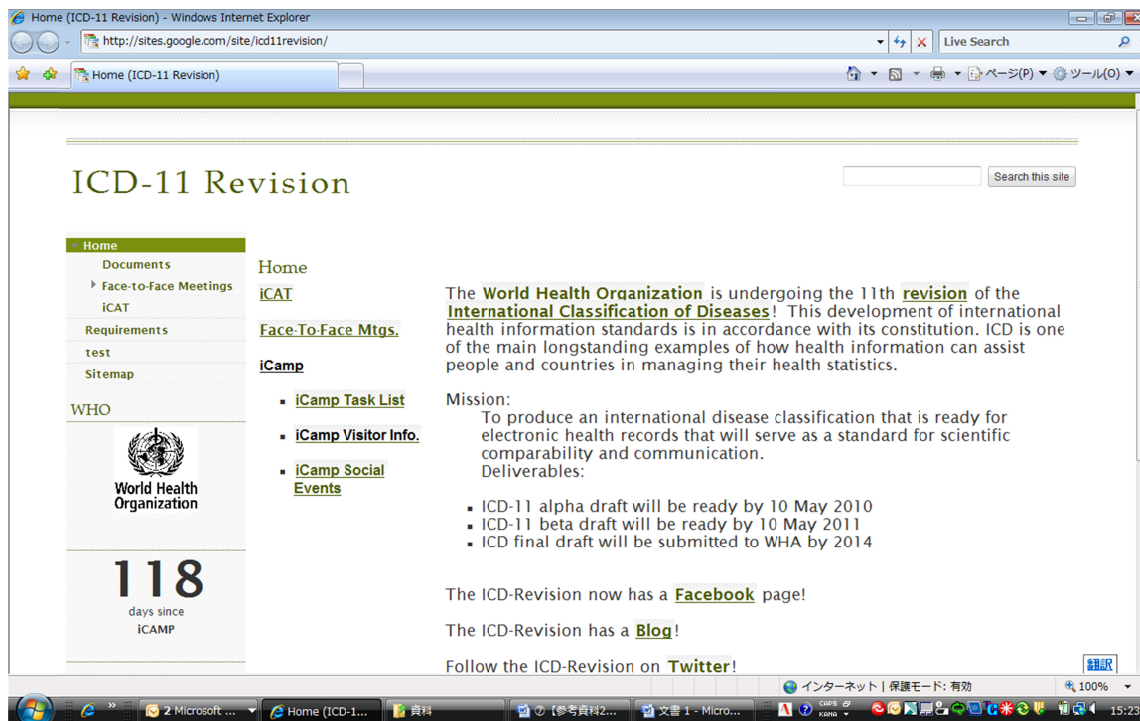 Home (ICD-11 Revision) - Windows Internet Explorer
http://sites.google.com/site/icd11revision/
Live Search
Home (ICD-11 Revision)
ページ(P)
ツール(O)
ICD-11 Revision
Search this site
Home
Documents
Face-to-Face Meetings
iCAT
Requirements
test
Sitemap
WHO
World Health
Organization
118
days since
iCAMP
Home
iCAT
Face-To-Face Mtgs.
iCamp
iCamp Task List
iCamp Visitor Info.
iCamp Social
Events
The World Health Organization is undergoing the 11th revision of the
International Classification of Diseases! This development of international
health information standards is in accordance with its constitution. ICD is one
of the main longstanding examples of how health information can assist
people and countries in managing their health statistics.
Mission:
To produce an international disease classification that is ready for
electronic health records that will serve as a standard for scientific
comparability and communication.
Deliverables:
ICD-11 alpha draft will be ready by 10 May 2010
ICD-11 beta draft will be ready by 10 May 2011
ICD final draft will be submitted to WHA by 2014
The ICD-Revision now has a Facebook page!
The ICD-Revision has a Blog!
Follow the ICD-Revision on Twitter!
翻訳
インターネット | 保護モード: 有効
100%
2 Microsoft ...
Home (ICD-1...
資料
②【参考資料2...
文書 1 - Micro...
A
CAPS
KANA
15:23